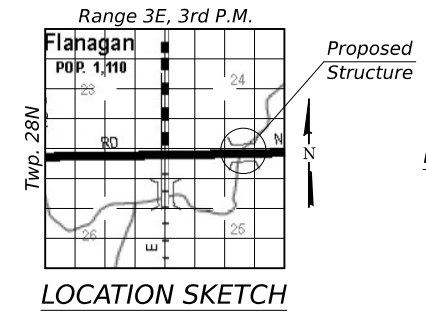 Range 3E, 3rd P.M.
Flanagan
POP. 1,110
23
24
Proposed
Structure
Twp. 28N
RD
N
N
26
25
E
LOCATION SKETCH